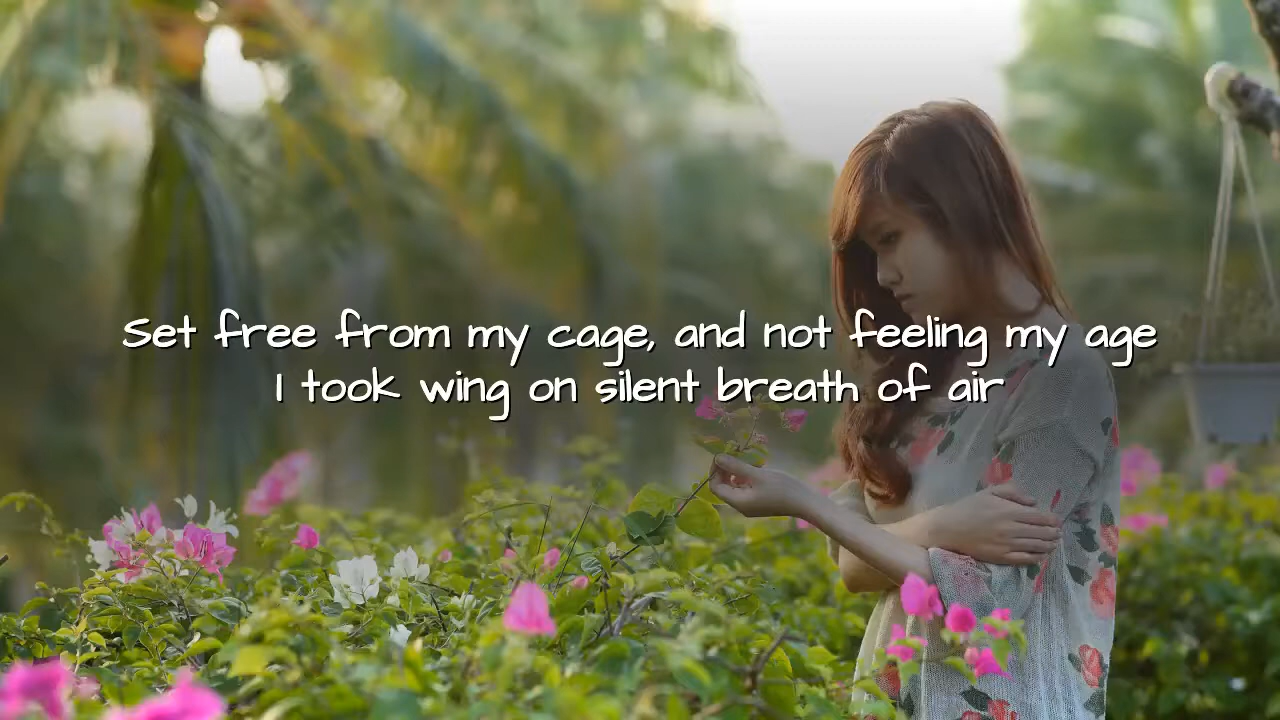 Set free from my cage, and not feeling my age
I took wing on silent breath of air